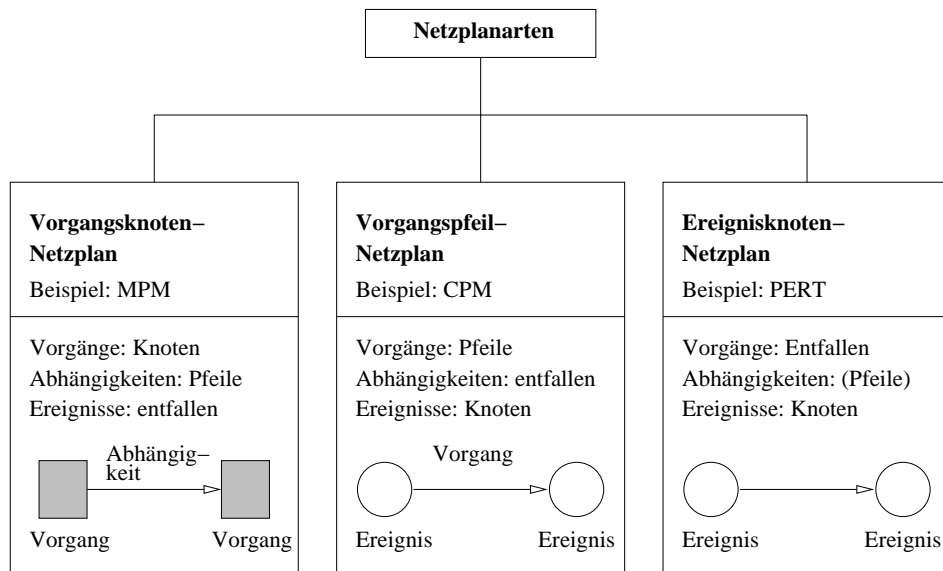 Netzplanarten
Vorgangsknoten–
Netzplan
Beispiel: MPM
Vorgänge: Knoten
Abhängigkeiten: Pfeile
Ereignisse: entfallen
Abhängig–
keit
Vorgang
Vorgang
Vorgangspfeil–
Netzplan
Beispiel: CPM
Vorgänge: Pfeile
Abhängigkeiten: entfallen
Ereignisse: Knoten
Vorgang
Ereignis
Ereignis
Ereignisknoten–
Netzplan
Beispiel: PERT
Vorgänge: Entfallen
Abhängigkeiten: (Pfeile)
Ereignisse: Knoten
Ereignis
Ereignis